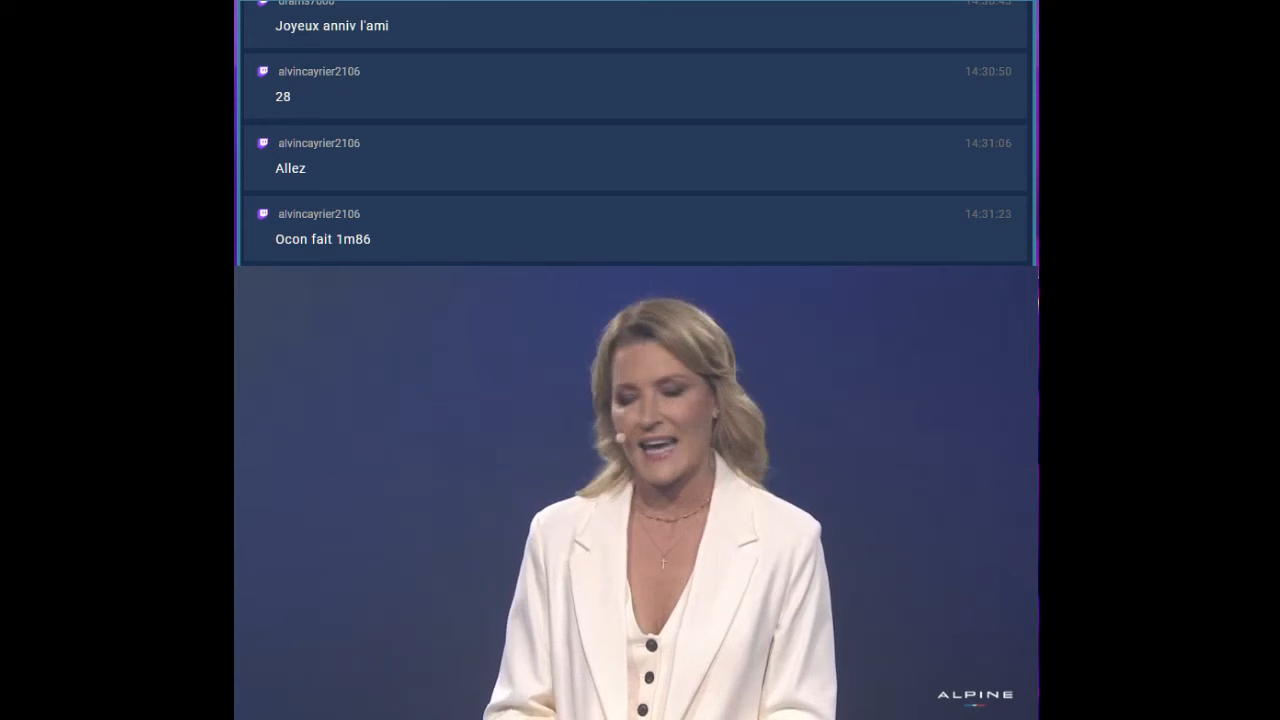 Joyeux anniv l'ami
alvincayrier2106 14:30:50
28
alvincayrier2106 14:31:06
Allez
alvincayrier2106 14:31:23
Ocon fait 1m86
ALPINE